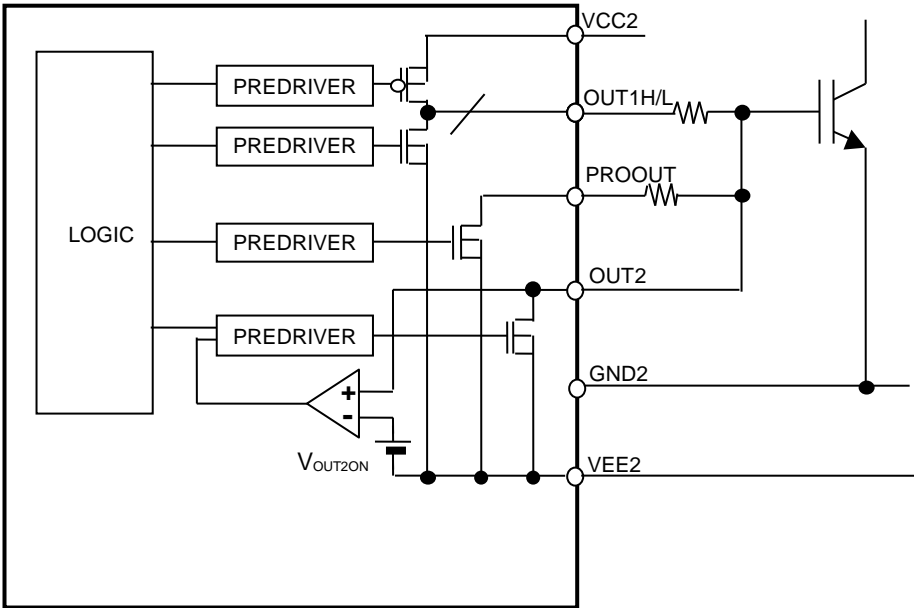 VCC2
PREDRIVER
OUT1H/L
PREDRIVER
PROOUT
LOGIC
PREDRIVER
OUT2
PREDRIVER
GND2
+
-
VOUT2ON
VEE2